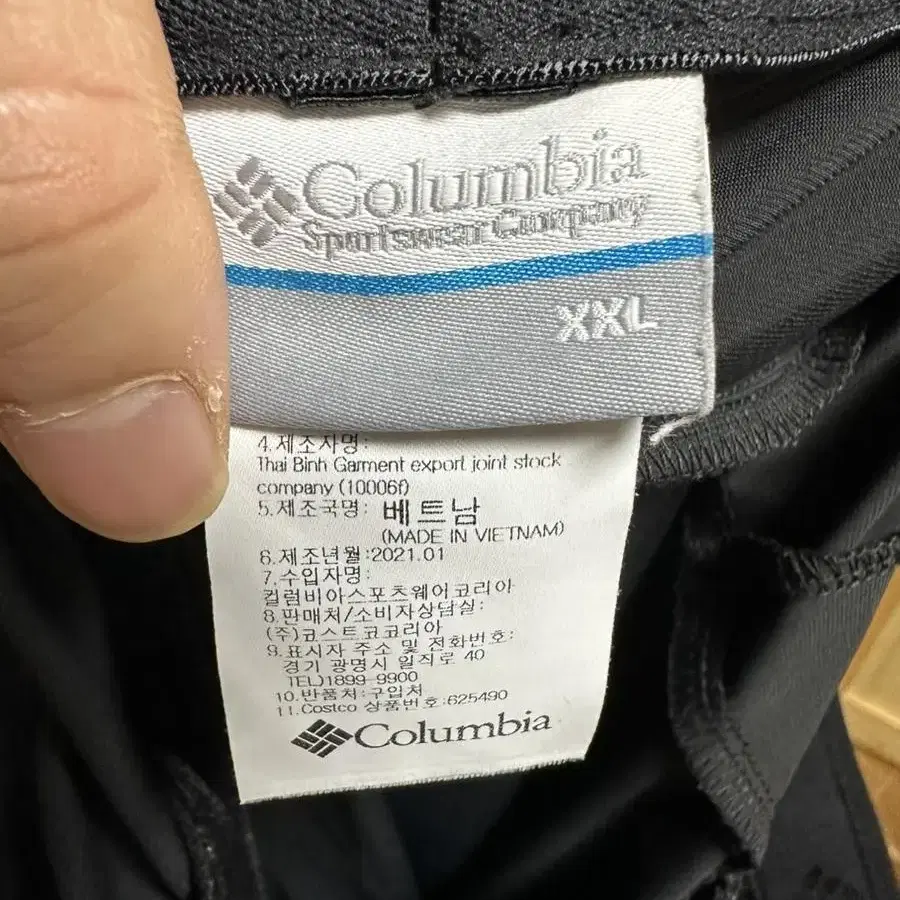 Columbia
Sportswear Company
XXL
4.제조자명:
Thai Binh Garment export joint stock
company (10006f)
5.제조국명: 베트남
(MADE IN VIETNAM)
6.제조년월:2021.01
7.수입자명:
컬럼비아스포츠웨어코리아
8.판매처/소비자상담실:
(주)코스트코코리아
9.표시자 주소 및 전화번호:
경기 광명시 일직로 40
TEL)1899-9900
10.반품처:구입처
11.Costco 상품번호:625490
Columbia